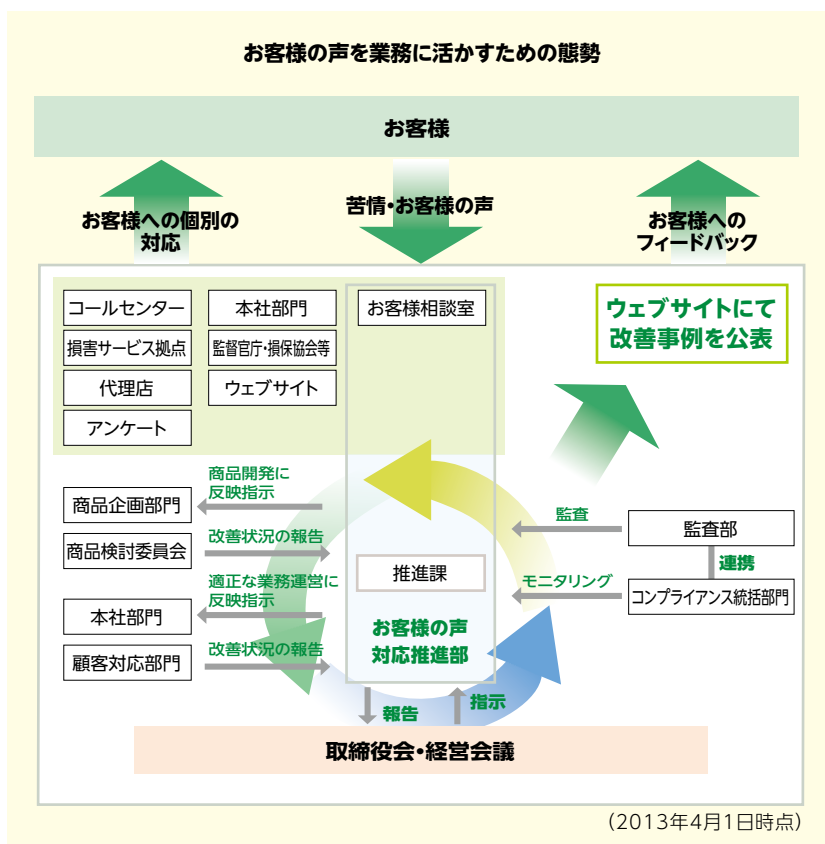 お客様の声を業務に活かすための態勢
お客様
お客様への個別の
対応
苦情・お客様の声
お客様への
フィードバック
コールセンター
本社部門
お客様相談室
損害サービス拠点
監督官庁・損保協会等
代理店
ウェブサイト
アンケート
ウェブサイトにて
改善事例を公表
商品企画部門
商品開発に
反映指示
商品検討委員会
改善状況の報告
本社部門
適正な業務運営に
反映指示
顧客対応部門
改善状況の報告
推進課
お客様の声
対応推進部
監査
監査部
連携
モニタリング
コンプライアンス統括部門
報告
指示
取締役会・経営会議
（2013年4月1日時点）